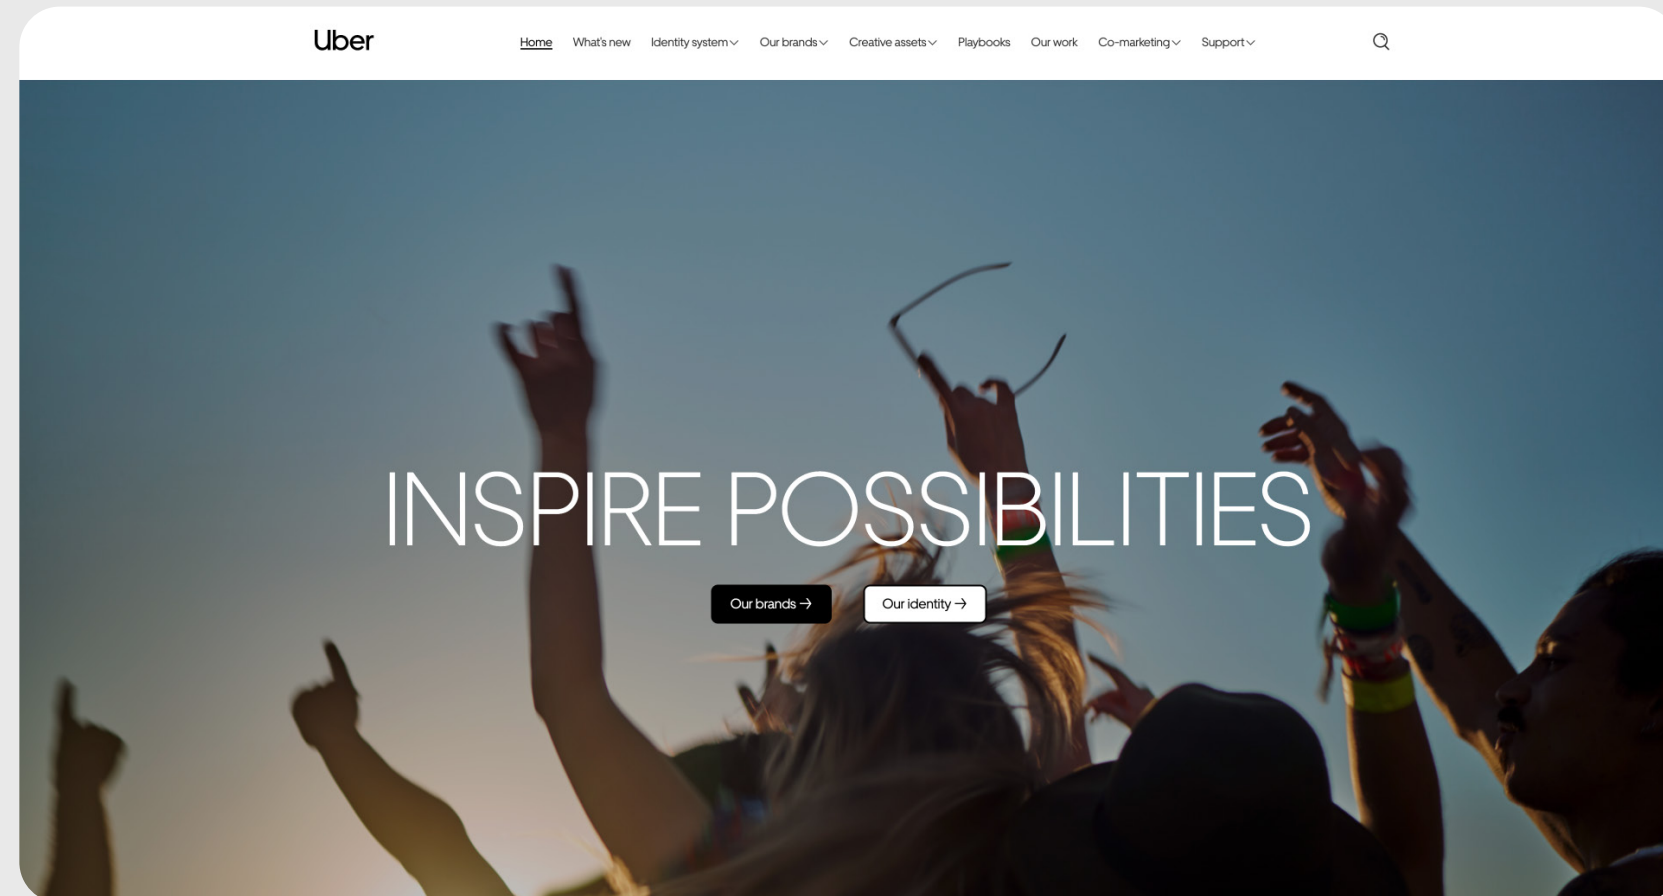 Uber
Home What's new Identity system Our brands Creative assets Playbooks Our work Co-marketing Support
INSPIRE POSSIBILITIES
Our brands →
Our identity →